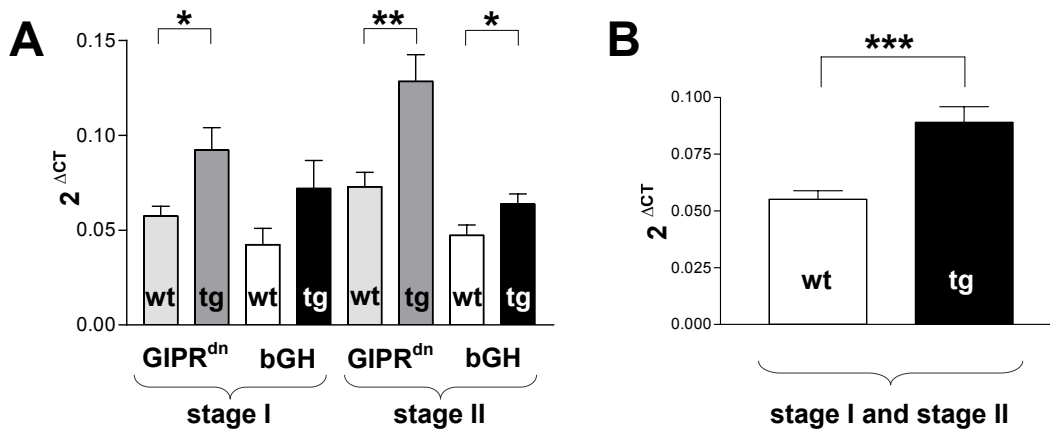 A
* ** *
0.15
0.10
0.05
0.00
2 ΔCT
wt tg wt tg wt tg wt tg
GIPRdn bGH GIPRdn bGH
stage I stage II
B
***
0.100
0.075
0.050
0.025
0.000
2 ΔCT
wt tg
stage I and stage II